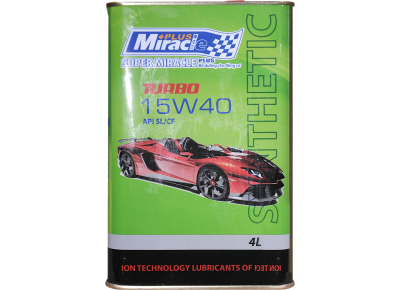 +PLUS
Miracle
SUPER MIRACLE PLUS
TURBO
15W40
API SL/CF
SYNTHETIC
4L
ION TECHNOLOGY LUBRICANTS OF